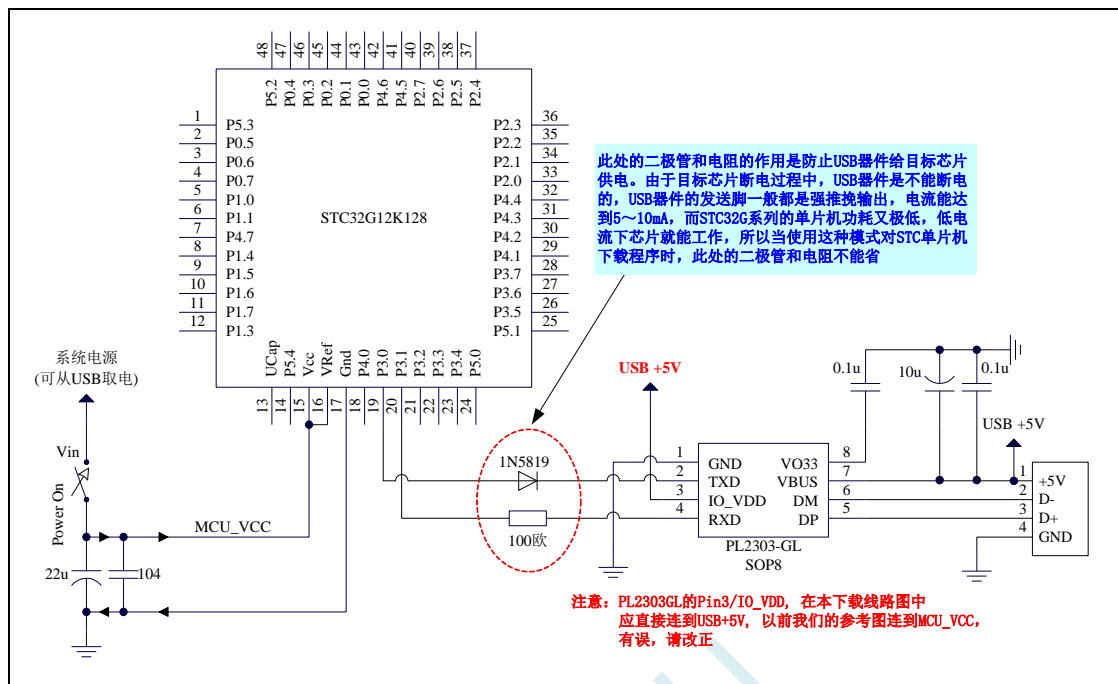 48
47
46
45
44
43
42
41
40
39
38
37
P5.2
P0.4
P0.3
P0.2
P0.1
P0.0
P4.6
P4.5
P2.7
P2.6
P2.5
P2.4
1 P5.3
2 P0.5
3 P0.6
4 P0.7
5 P1.0
6 P1.1
7 P4.7
8 P1.4
9 P1.5
10 P1.6
11 P1.7
12 P1.3
STC32G12K128
P2.3 36
P2.2 35
P2.1 34
P2.0 33
P4.4 32
P4.3 31
P4.2 30
P4.1 29
P3.7 28
P3.6 27
P3.5 26
P5.1 25
UCap
P5.4
Vcc
VRef
Gnd
P4.0
P3.0
P3.1
P3.2
P3.3
P3.4
P5.0
13
14
15
16
17
18
19
20
21
22
23
24
此处的二极管和电阻的作用是防止USB器件给目标芯片
供电。由于目标芯片断电过程中，USB器件是不能断电
的，USB器件的发送脚一般都是强推挽输出，电流能达
到5～10mA，而STC32G系列的单片机功耗又极低，低电
流下芯片就能工作，所以当使用这种模式对STC单片机
下载程序时，此处的二极管和电阻不能省
系统电源
(可从USB取电)
Vin
Power On
MCU_VCC
22u
104
1N5819
100欧
USB +5V
1 GND
2 TXD
3 IO_VDD
4 RXD
VO33 8
VBUS 7
DM 6
DP 5
PL2303-GL
SOP8
0.1u
10u
0.1u
USB +5V
1 +5V
2 D-
3 D+
4 GND
注意：PL2303GL的Pin3/IO_VDD, 在本下载线路图中
应直接连到USB+5V, 以前我们的参考图连到MCU_VCC,
有误，请改正